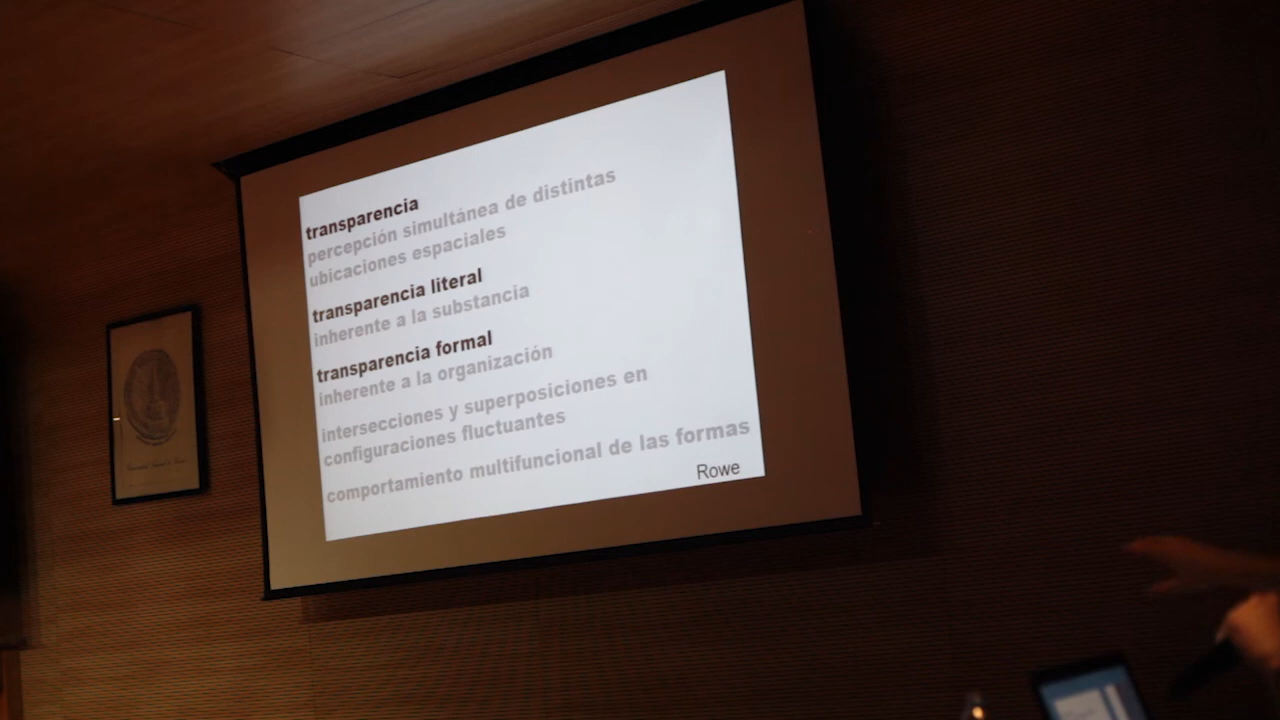 transparencia
percepción simultánea de distintas
ubicaciones espaciales
transparencia literal
inherente a la substancia
transparencia formal
inherente a la organización
intersecciones y superposiciones en
configuraciones fluctuantes
comportamiento multifuncional de las formas
Rowe